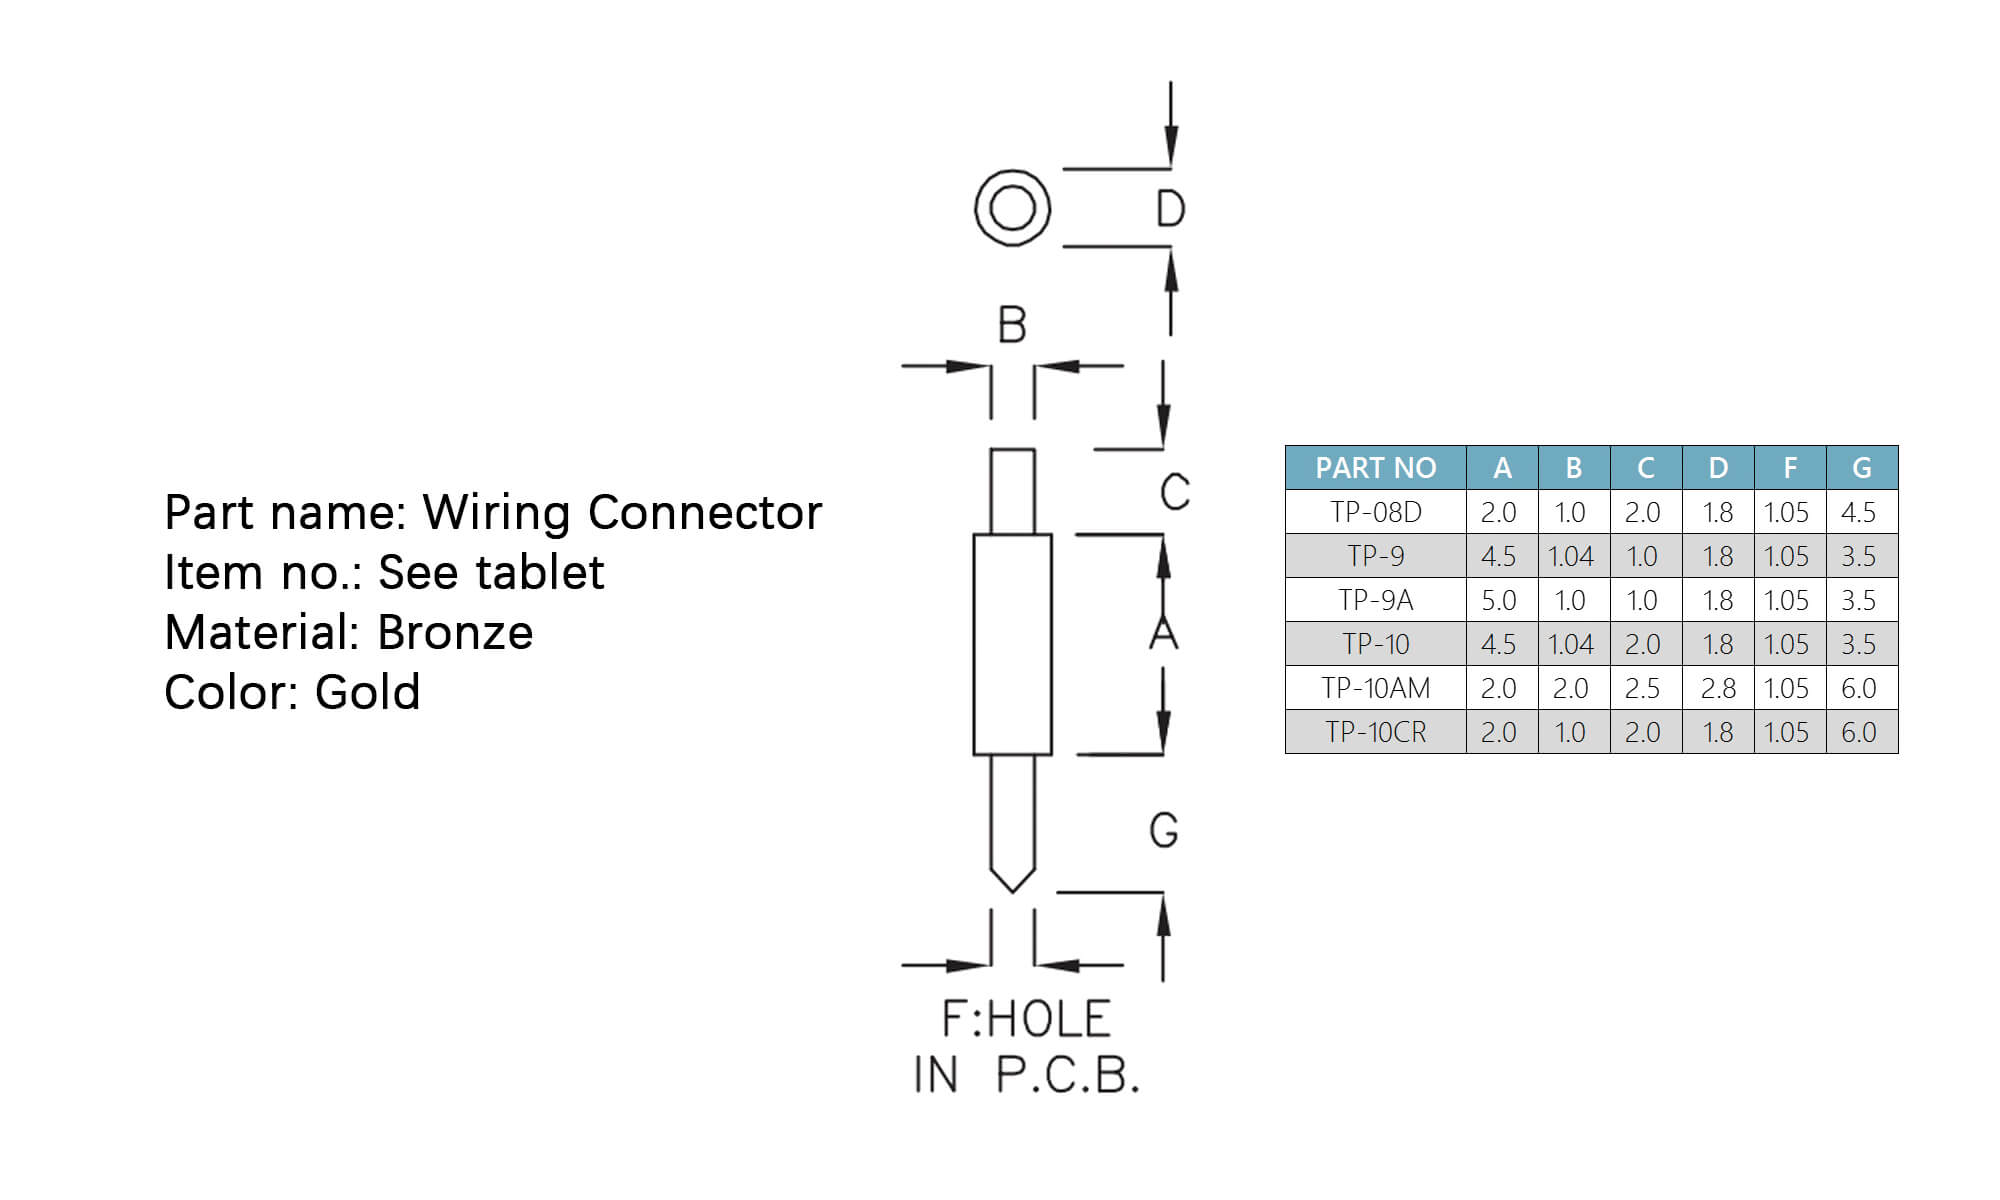 Part name: Wiring Connector
Item no.: See tablet
Material: Bronze
Color: Gold
D
B
C
A
G
F:HOLE
IN P.C.B.
PART NO A B C D F G
TP-08D 2.0 1.0 2.0 1.8 1.05 4.5
TP-9 4.5 1.04 1.0 1.8 1.05 3.5
TP-9A 5.0 1.0 1.0 1.8 1.05 3.5
TP-10 4.5 1.04 2.0 1.8 1.05 3.5
TP-10AM 2.0 2.0 2.5 2.8 1.05 6.0
TP-10CR 2.0 1.0 2.0 1.8 1.05 6.0